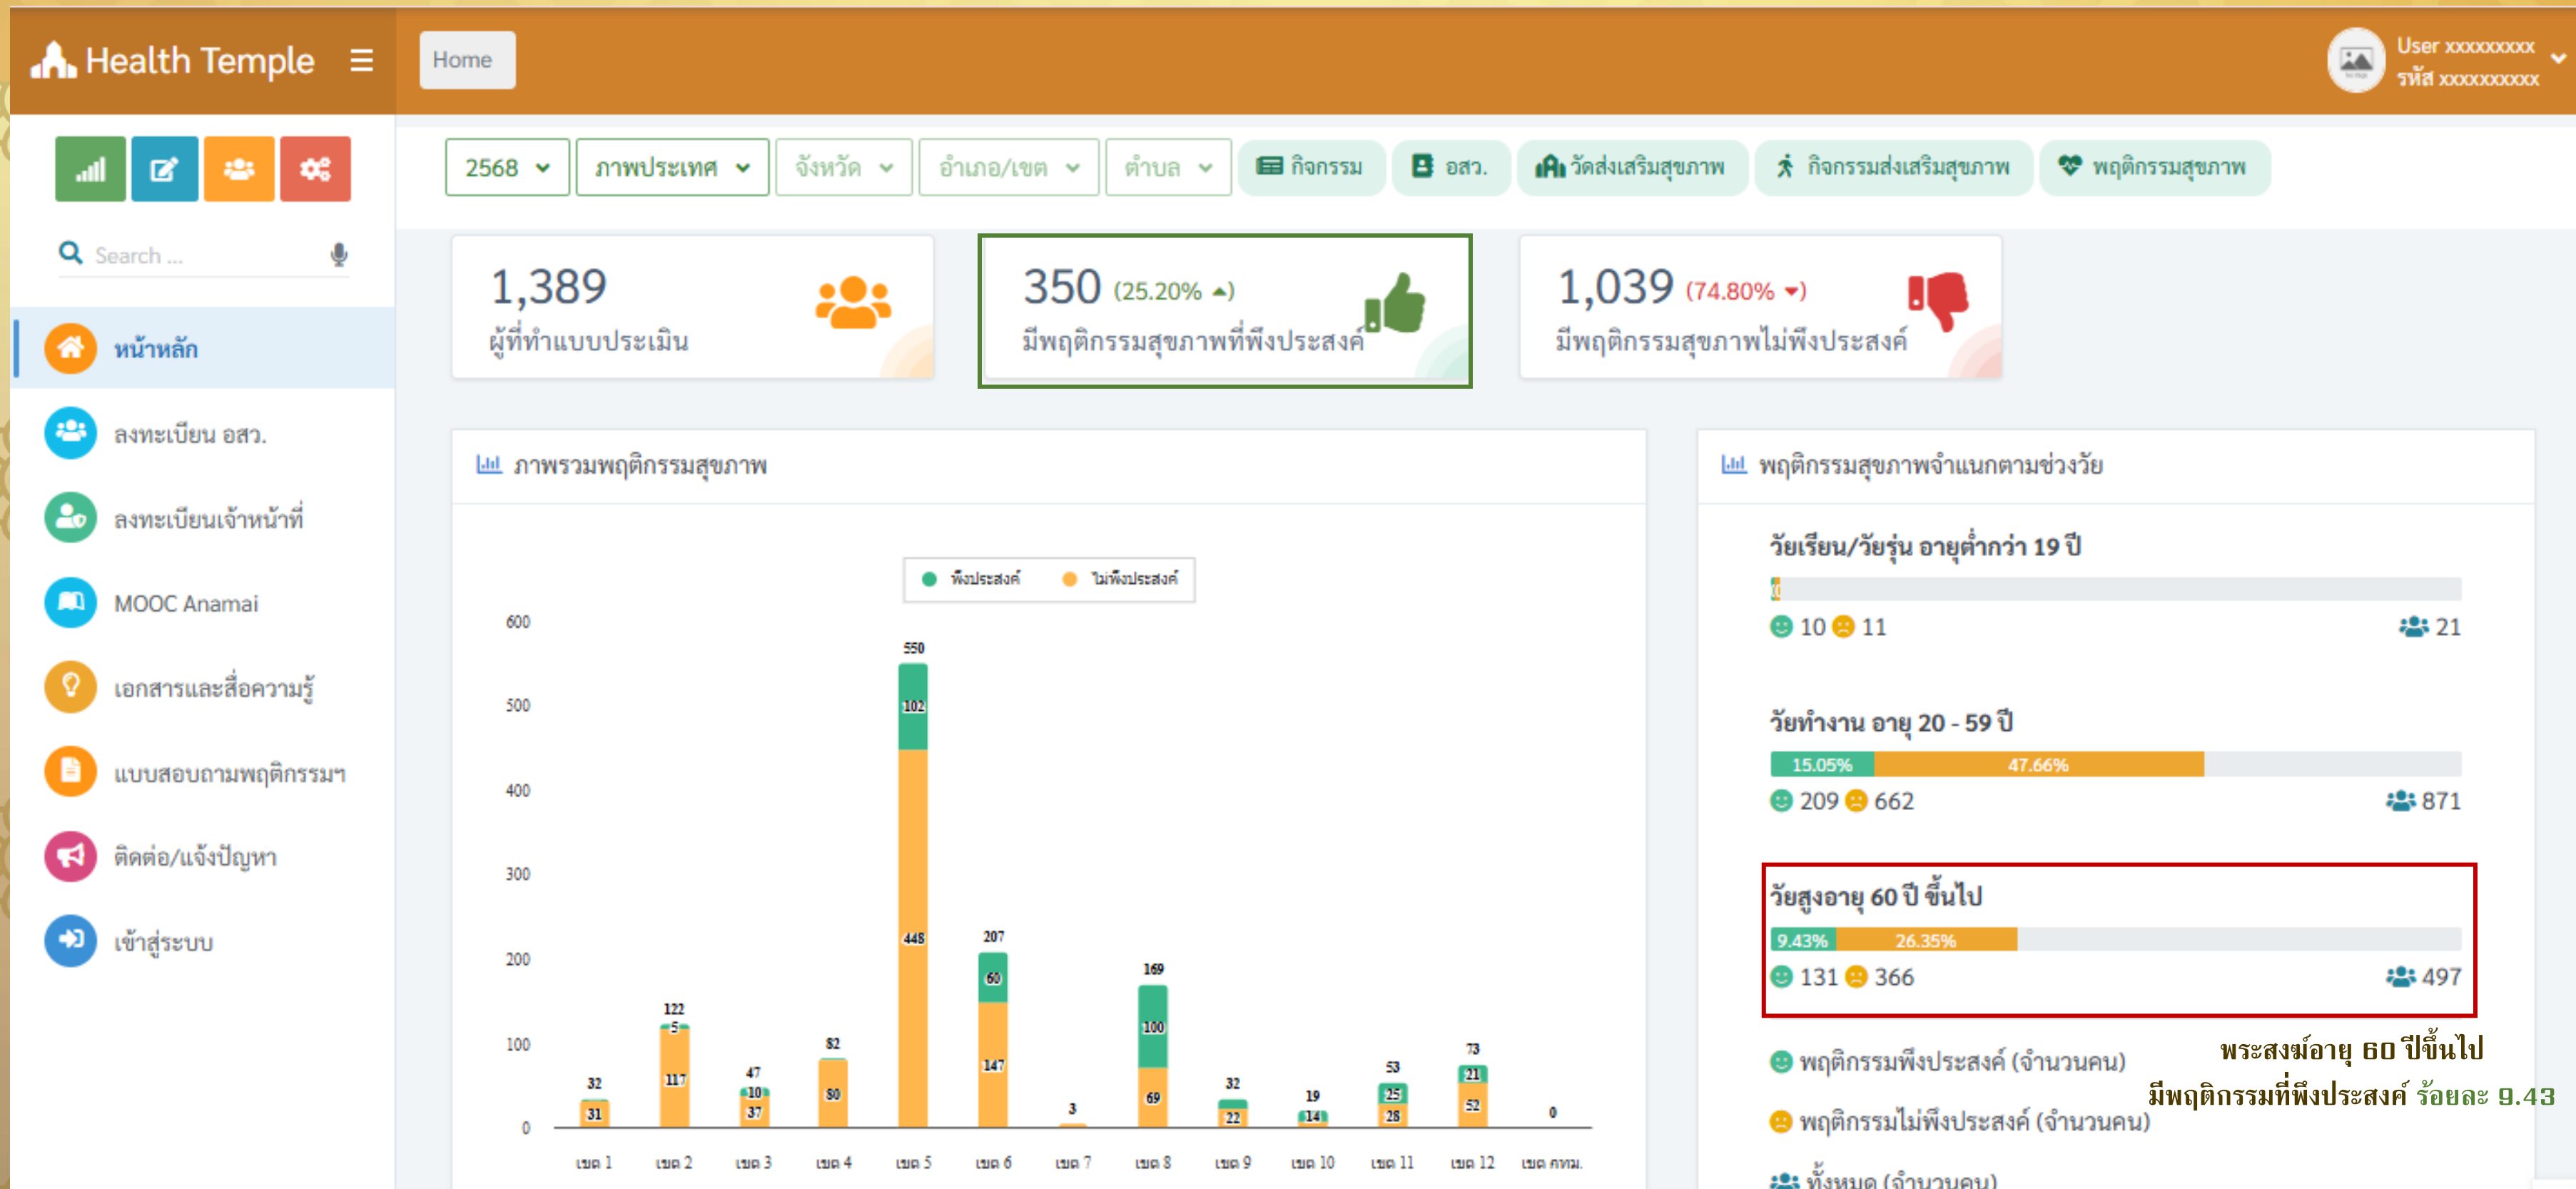 Health Temple
Home
User xxxxxxxxx
รหัส xxxxxxxxxx
2568
ภาพประเทศ
จังหวัด
อำเภอ/เขต
ตำบล
กิจกรรม
อสว.
วัดส่งเสริมสุขภาพ
กิจกรรมส่งเสริมสุขภาพ
พฤติกรรมสุขภาพ
Search ...
หน้าหลัก
ลงทะเบียน อสว.
ลงทะเบียนเจ้าหน้าที่
MOOC Anamai
เอกสารและสื่อความรู้
แบบสอบถามพฤติกรรมฯ
ติดต่อ/แจ้งปัญหา
เข้าสู่ระบบ
1,389
ผู้ที่ทำแบบประเมิน
350 (25.20%)
มีพฤติกรรมสุขภาพที่พึงประสงค์
1,039 (74.80%)
มีพฤติกรรมสุขภาพไม่พึงประสงค์
ภาพรวมพฤติกรรมสุขภาพ
พึงประสงค์ ไม่พึงประสงค์
600
500
400
300
200
100
0
32
31
122
5
117
47
10
37
82
80
550
102
448
207
60
147
3
169
100
69
32
22
19
14
53
25
28
73
21
52
0
เขต 1 เขต 2 เขต 3 เขต 4 เขต 5 เขต 6 เขต 7 เขต 8 เขต 9 เขต 10 เขต 11 เขต 12 เขต กทม.
พฤติกรรมสุขภาพจำแนกตามช่วงวัย
วัยเรียน/วัยรุ่น อายุต่ำกว่า 19 ปี
10 11 21
วัยทำงาน อายุ 20 - 59 ปี
15.05% 47.66%
209 662 871
วัยสูงอายุ 60 ปี ขึ้นไป
9.43% 26.35%
131 366 497
พฤติกรรมพึงประสงค์ (จำนวนคน)
พฤติกรรมไม่พึงประสงค์ (จำนวนคน)
ทั้งหมด (จำนวนคน)
พระสงฆ์อายุ 60 ปีขึ้นไป
มีพฤติกรรมที่พึงประสงค์ ร้อยละ 9.43